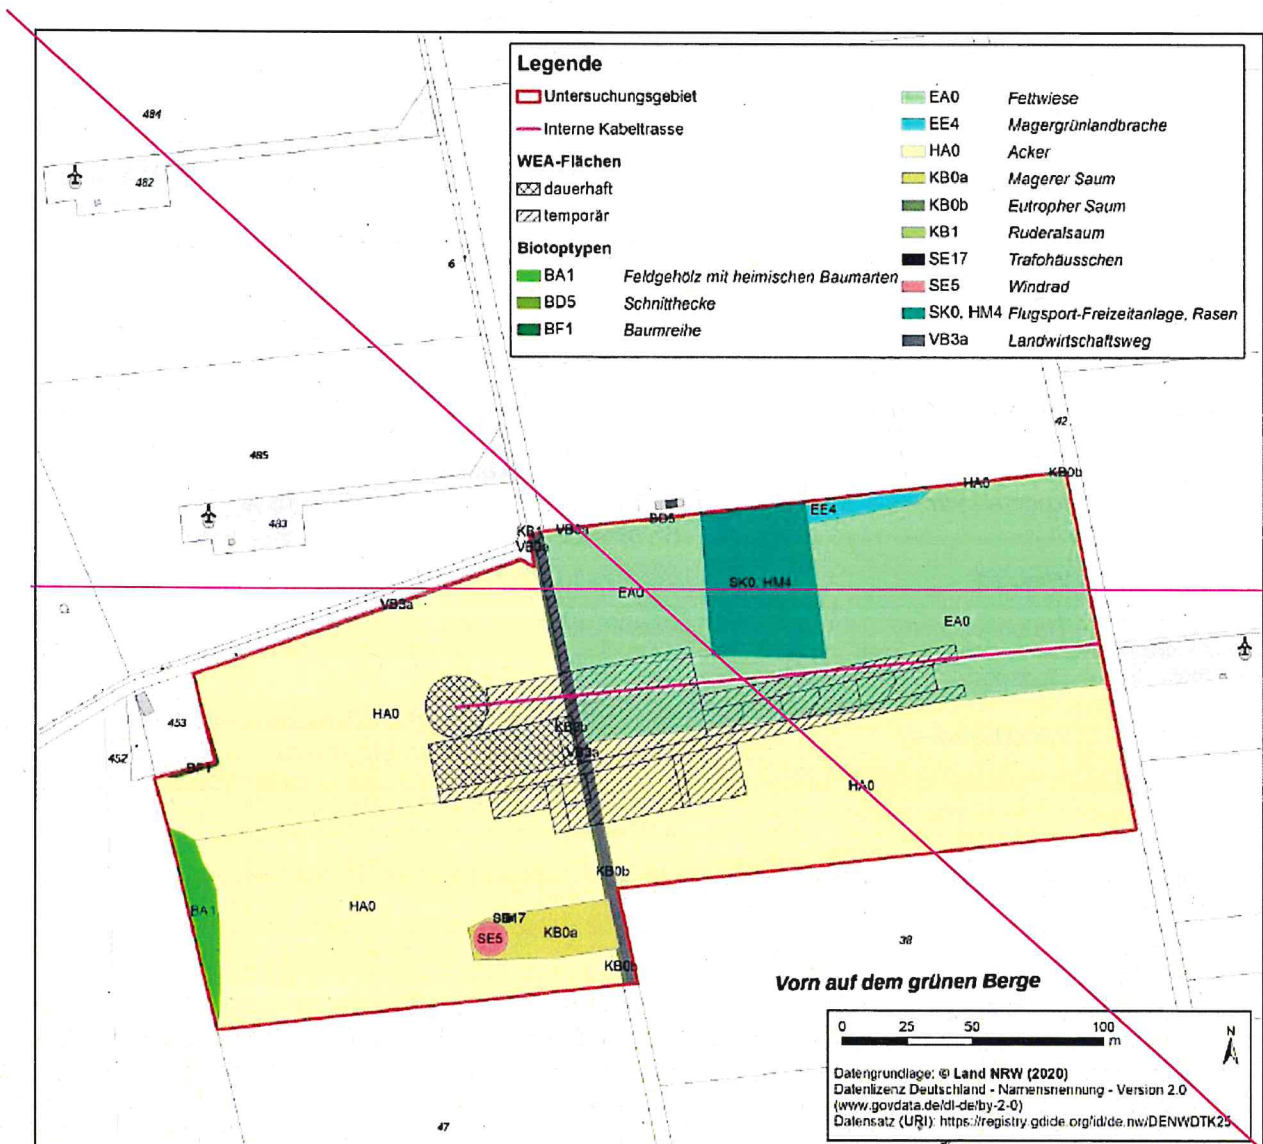 Legende
Untersuchungsgebiet
Interne Kabeltrasse
WEA-Flächen
dauerhaft
temporär
Biotoptypen
BA1 Feldgehölz mit heimischen Baumarten
BD5 Schnitthecke
BF1 Baumreihe
EA0 Fettwiese
EE4 Magergrünlandbrache
HA0 Acker
KB0a Magerer Saum
KB0b Eutropher Saum
KB1 Ruderalsaum
SE17 Trafohäusschen
SE5 Windrad
SK0, HM4 Flugsport-Freizeitanlage, Rasen
VB3a Landwirtschaftsweg
484
482
6
42
485
483
KB0b
HA0
EE4
BD5
KB1 VB3a
VB3a
SK0, HM4
EA0
VB3a
EA0
HA0
453
452
KB0b
VB3a
BF1
HA0
KB0b
BA1
HA0
KB0a
SE5
KB0b
38
Vorn auf dem grünen Berge
0 25 50 100
m
N
Datengrundlage: © Land NRW (2020)
Datenlizenz Deutschland - Namensnennung - Version 2.0
(www.govdata.de/dl-de/by-2-0)
Datensatz (URI): https://registry.gdide.org/id/de.nw/DENWDTK25
47